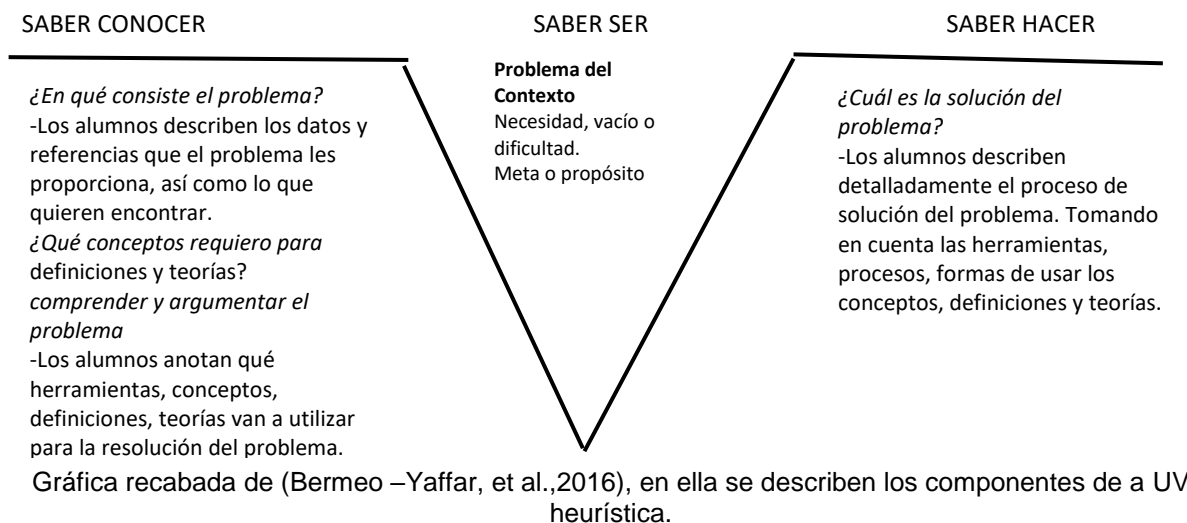 SABER CONOCER
¿En qué consiste el problema?
-Los alumnos describen los datos y
referencias que el problema les
proporciona, así como lo que
quieren encontrar.
¿Qué conceptos requiero para
definiciones y teorías?
comprender y argumentar el
problema
-Los alumnos anotan qué
herramientas, conceptos,
definiciones, teorías van a utilizar
para la resolución del problema.
SABER SER
Problema del
Contexto
Necesidad, vacío o
dificultad.
Meta o propósito
SABER HACER
¿Cuál es la solución del
problema?
-Los alumnos describen
detalladamente el proceso de
solución del problema. Tomando
en cuenta las herramientas,
procesos, formas de usar los
conceptos, definiciones y teorías.
Gráfica recabada de (Bermeo –Yaffar, et al.,2016), en ella se describen los componentes de a UV
heurística.